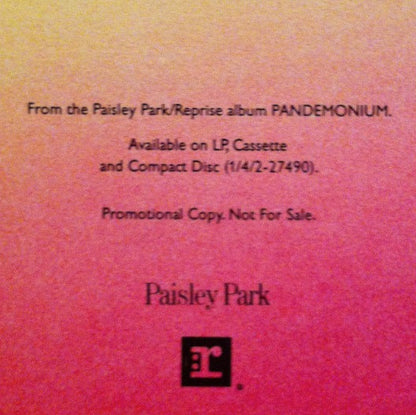 From the Paisley Park/Reprise album PANDEMONIUM.
Available on LP, Cassette
and Compact Disc (1/4/2-27490).
Promotional Copy. Not For Sale.
Paisley Park
r